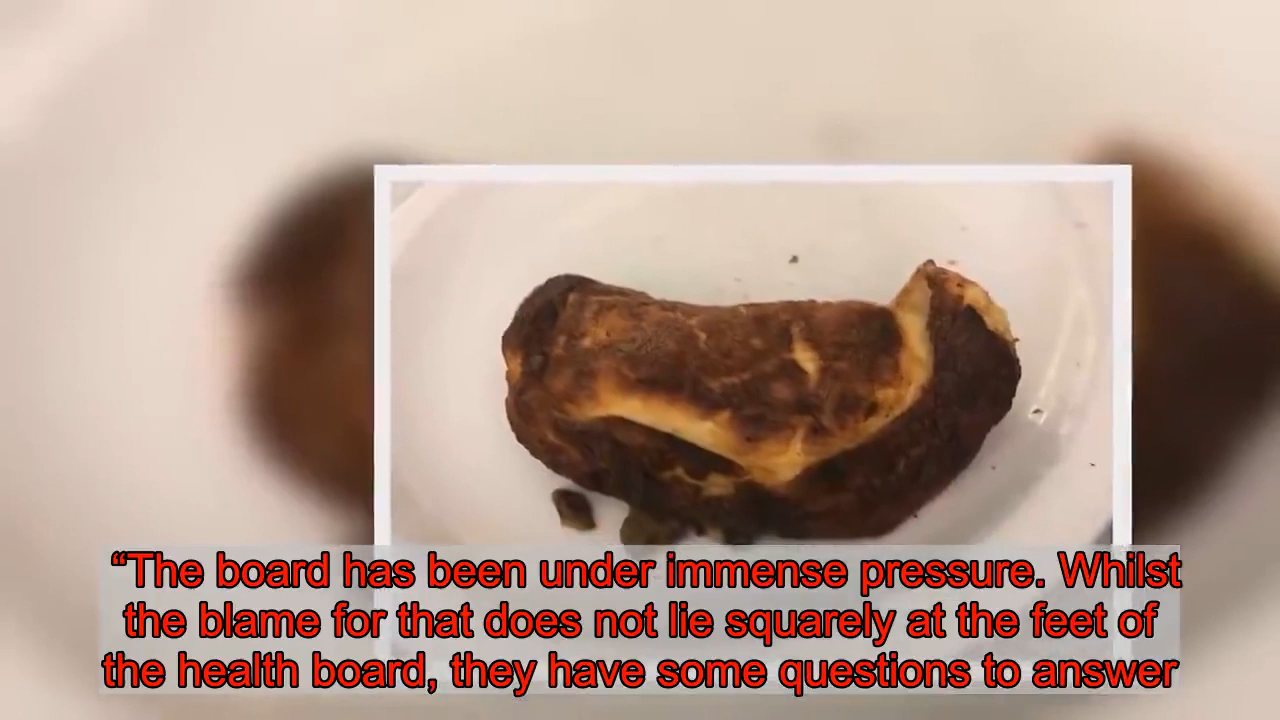 “The board has been under immense pressure. Whilst
the blame for that does not lie squarely at the feet of
the health board, they have some questions to answer